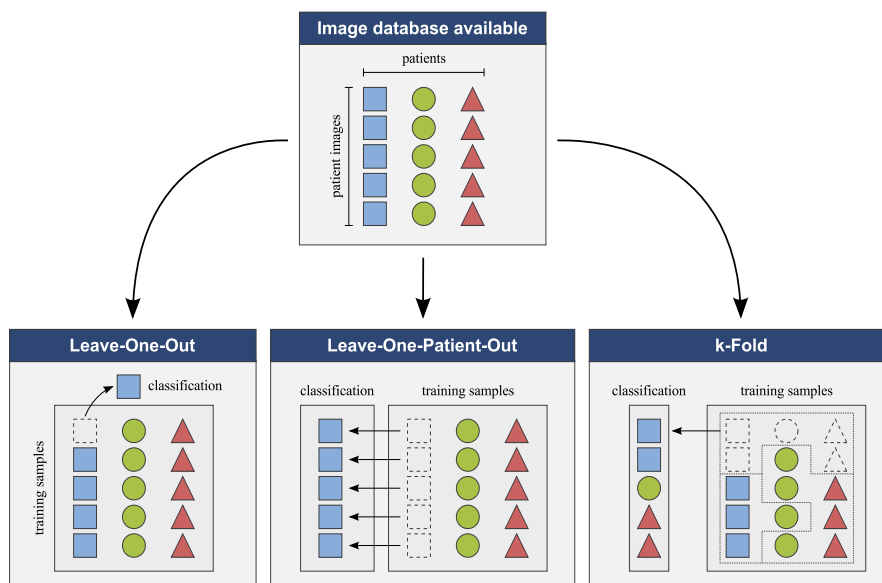 Image database available
patients
patient images
Leave-One-Out
classification
training samples
Leave-One-Patient-Out
classification
training samples
k-Fold
classification
training samples